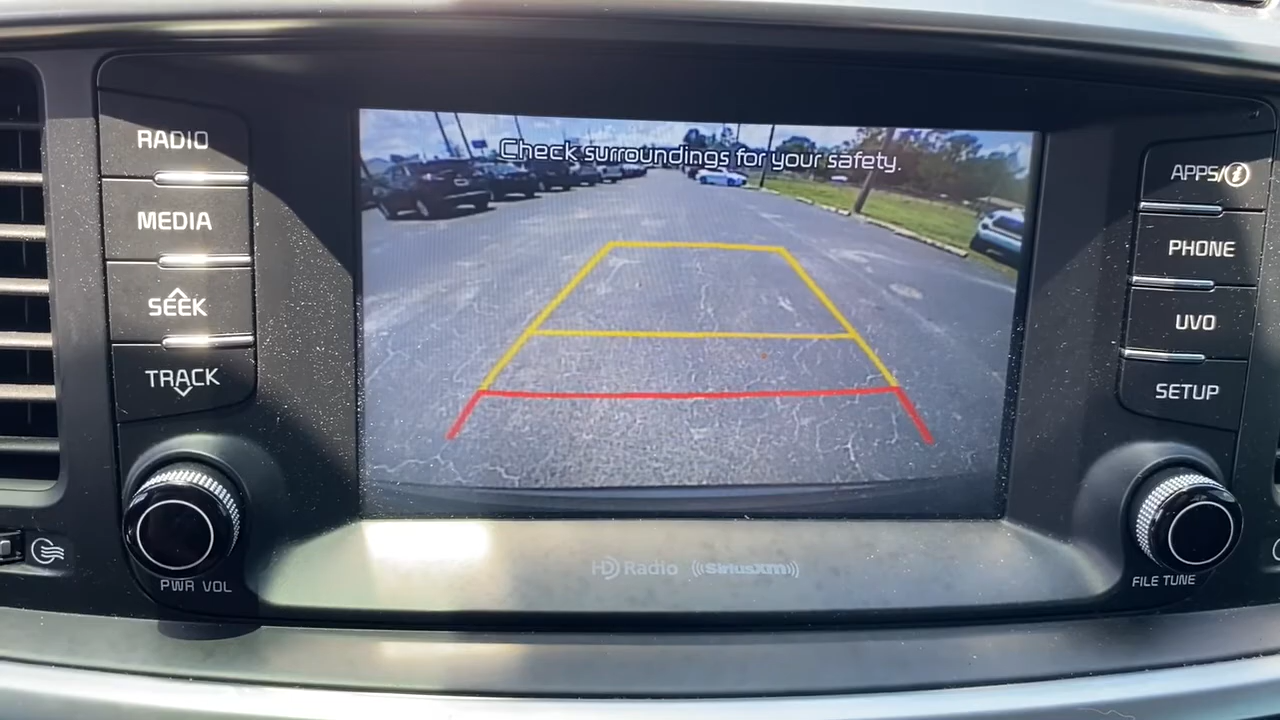 RADIO
MEDIA
SEEK
TRACK
PWR VOL
Check surroundings for your safety.
HD Radio
((SiriusXM))
APPS/i
PHONE
UVO
SETUP
FILE TUNE